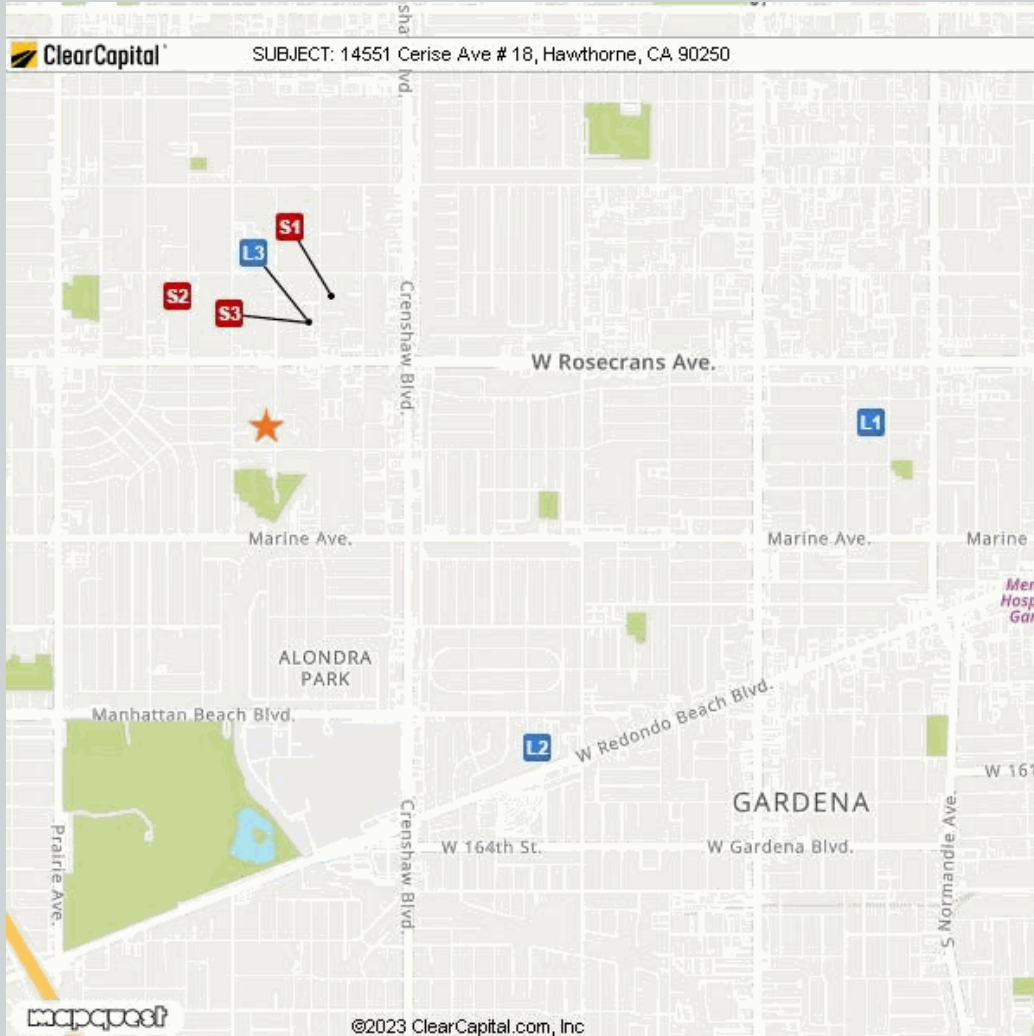 ClearCapital
SUBJECT: 14551 Cerise Ave # 18, Hawthorne, CA 90250
S1
L3
S2
S3
Crenshaw Blvd.
W Rosecrans Ave.
L1
Marine Ave.
Marine Ave.
Marine
ALONDRA
PARK
Manhattan Beach Blvd.
W Redondo Beach Blvd.
L2
W 161
GARDENA
Prairie Ave.
Crenshaw Blvd.
W 164th St.
W Gardena Blvd.
S Normandie Ave.
mapquest
©2023 ClearCapital.com, Inc